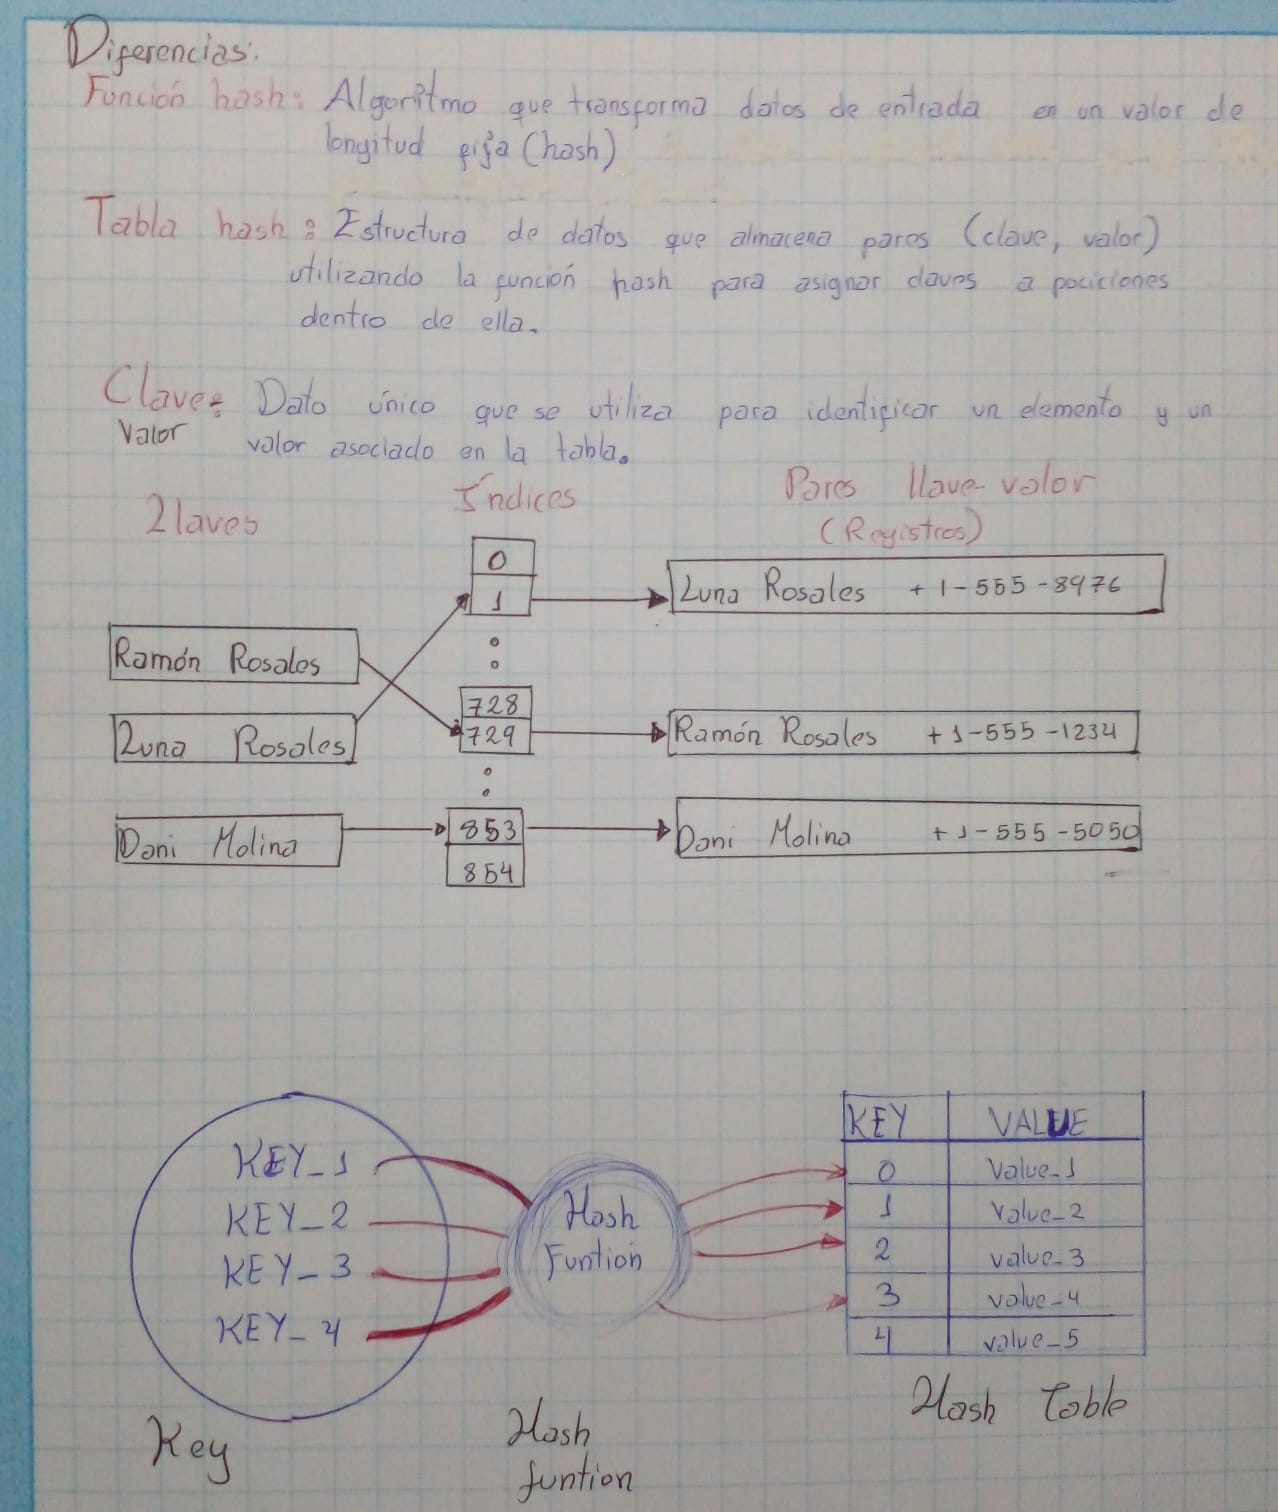 Diferencias:
Función hash: Algoritmo que transforma datos de entrada en un valor de
longitud fija (hash)
Tabla hash: Estructura de datos que almacena pares (clave, valor)
utilizando la función hash para asignar claves a pociciones
dentro de ella.
Clave: Dato único que se utiliza para identificar un elemento y un
Valor valor asociado en la tabla.
Llaves
Índices
Pares llave-valor
(Registros)
0
1
Luna Rosales +1-555-8976
Ramón Rosales
728
Luna Rosales
729
Ramón Rosales +1-555-1234
Dani Molina
853
Dani Molina +1-555-5050
854
KEY VALUE
KEY_1
0 Value_1
KEY_2
Hash
1 Value_2
KEY_3
Funtion
2 value_3
KEY_4
3 value_4
4 value_5
Key
Hash
funtion
Hash Table